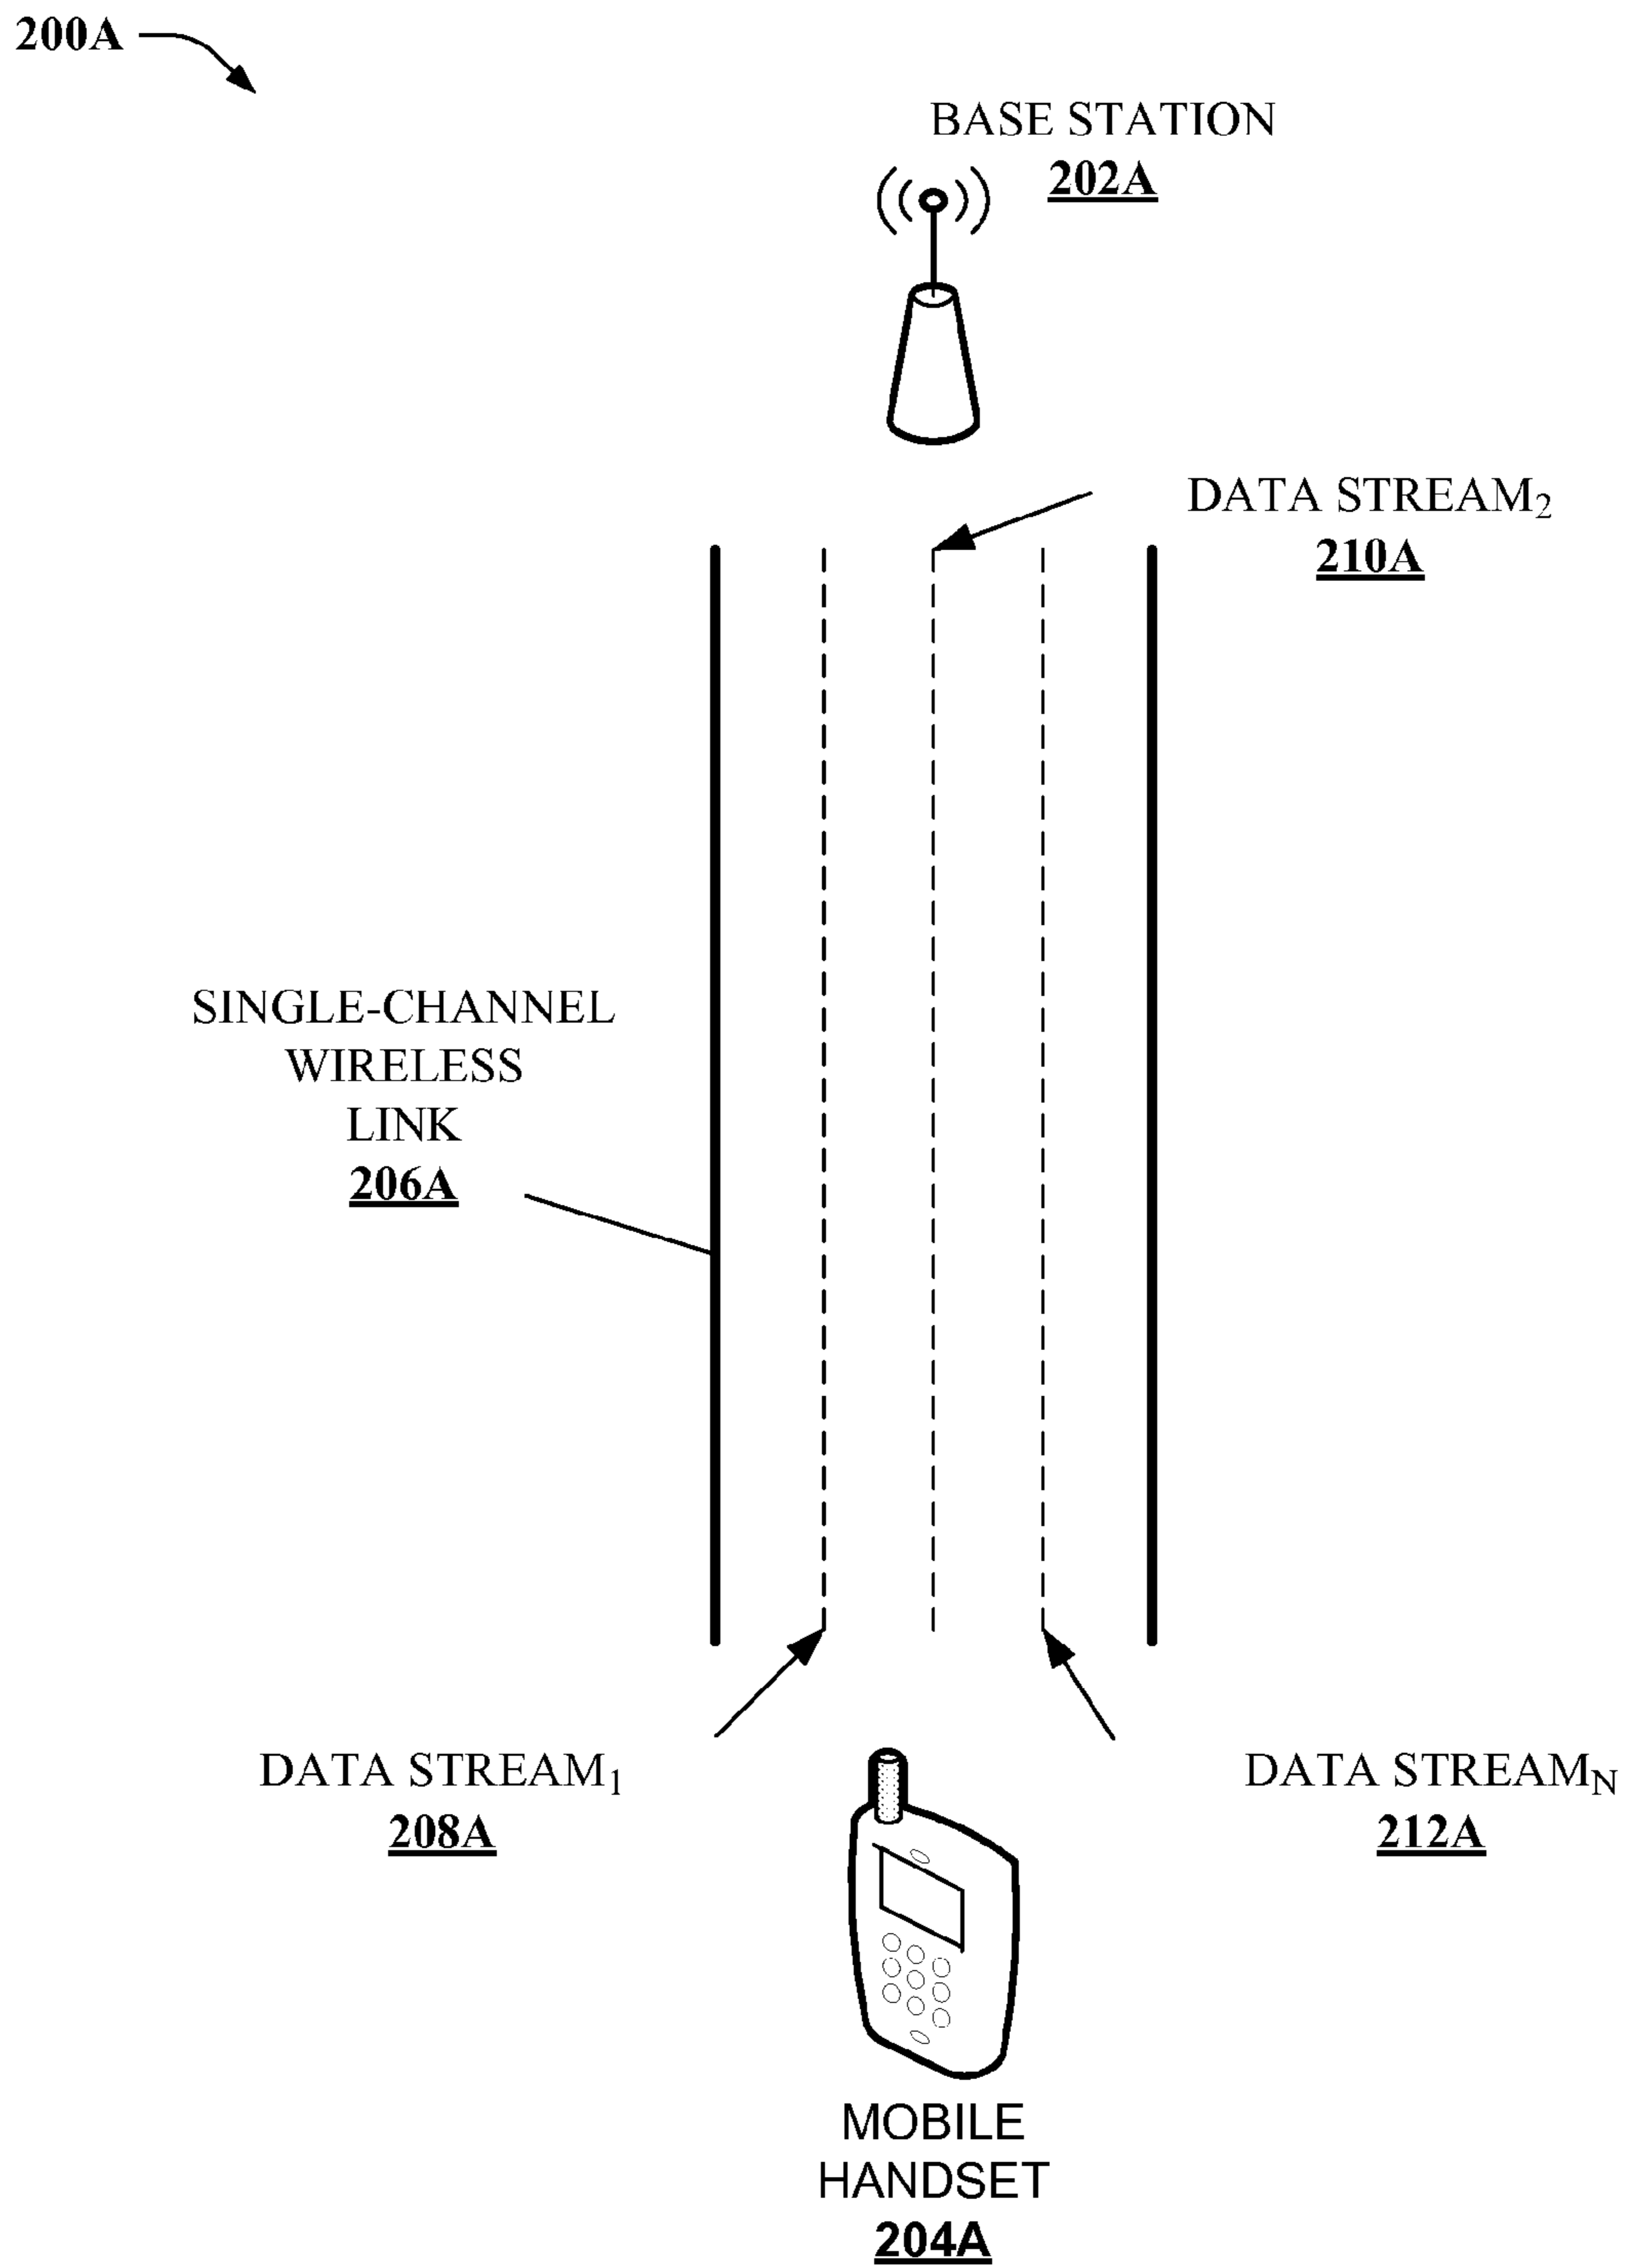 200A
BASE STATION
202A
DATA STREAM₂
210A
SINGLE-CHANNEL
WIRELESS
LINK
206A
DATA STREAM₁
208A
DATA STREAM_N
212A
MOBILE
HANDSET
204A